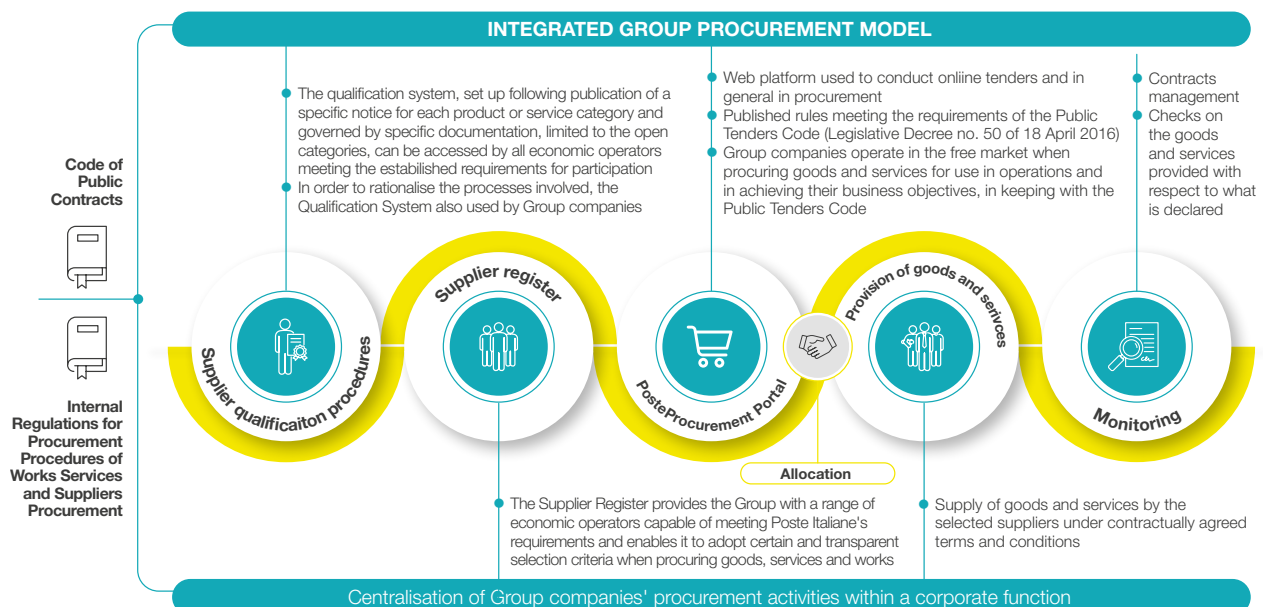 INTEGRATED GROUP PROCUREMENT MODEL
The qualification system, set up following publication of a
specific notice for each product or service category and
governed by specific documentation, limited to the open
categories, can be accessed by all economic operators
meeting the estabilished requirements for participation
In order to rationalise the processes involved, the
Qualification System also used by Group companies
Web platform used to conduct onliine tenders and in
general in procurement
Published rules meeting the requirements of the Public
Tenders Code (Legislative Decree no. 50 of 18 April 2016)
Group companies operate in the free market when
procuring goods and services for use in operations and
in achieving their business objectives, in keeping with the
Public Tenders Code
Contracts
management
Checks on
the goods
and services
provided with
respect to what
is declared
Code of
Public
Contracts
Internal
Regulations for
Procurement
Procedures of
Works Services
and Suppliers
Procurement
Supplier qualificaiton procedures
Supplier register
PosteProcurement Portal
Provision of goods and serivces
Monitoring
Allocation
The Supplier Register provides the Group with a range of
economic operators capable of meeting Poste Italiane's
requirements and enables it to adopt certain and transparent
selection criteria when procuring goods, services and works
Supply of goods and services by the
selected suppliers under contractually agreed
terms and conditions
Centralisation of Group companies' procurement activities within a corporate function